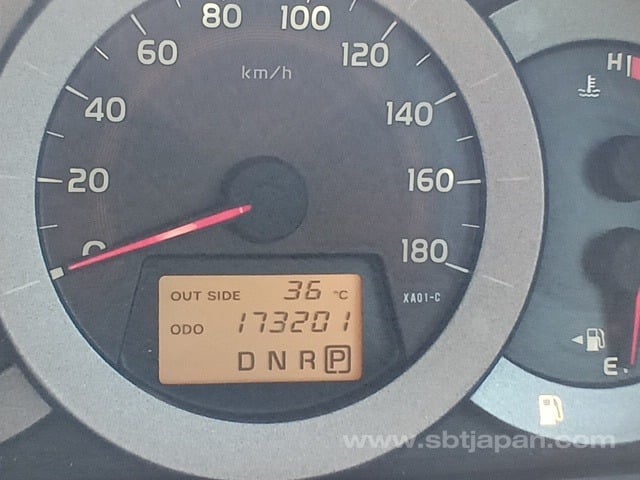 80 100
60 120
km/h
40 140
20 160
0 180
H
OUT SIDE 36 °C
XA01-C
ODO 173201
D N R P
E
www.sbtjapan.com